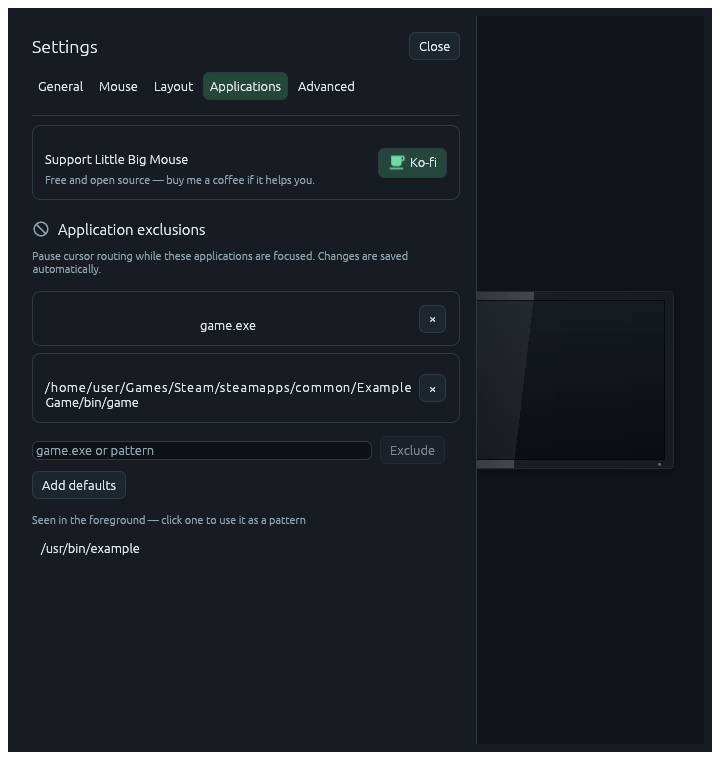 Settings
Close
General
Mouse
Layout
Applications
Advanced
Support Little Big Mouse
Free and open source — buy me a coffee if it helps you.
Ko-fi
Application exclusions
Pause cursor routing while these applications are focused. Changes are saved
automatically.
game.exe
×
/home/user/Games/Steam/steamapps/common/Example
Game/bin/game
×
game.exe or pattern
Exclude
Add defaults
Seen in the foreground — click one to use it as a pattern
/usr/bin/example